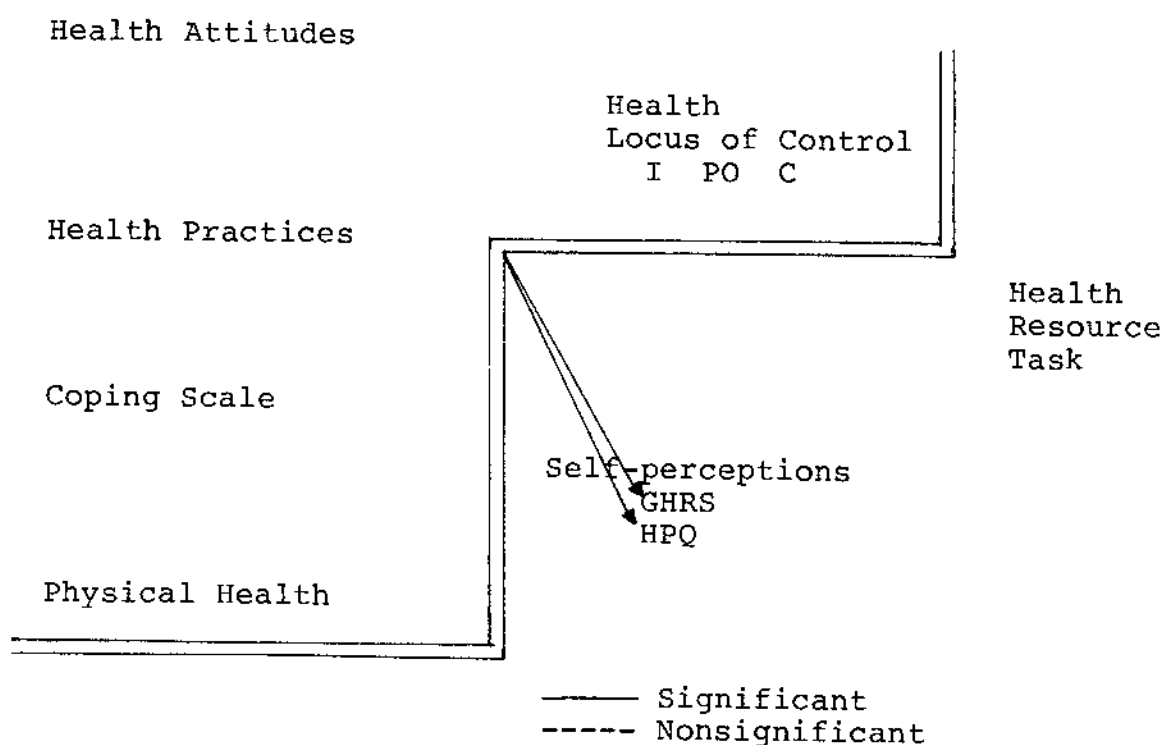 Health Attitudes
Health
Locus of Control
I PO C
Health Practices
Health
Resource
Task
Coping Scale
Self-perceptions
GHRS
HPQ
Physical Health
Significant
Nonsignificant